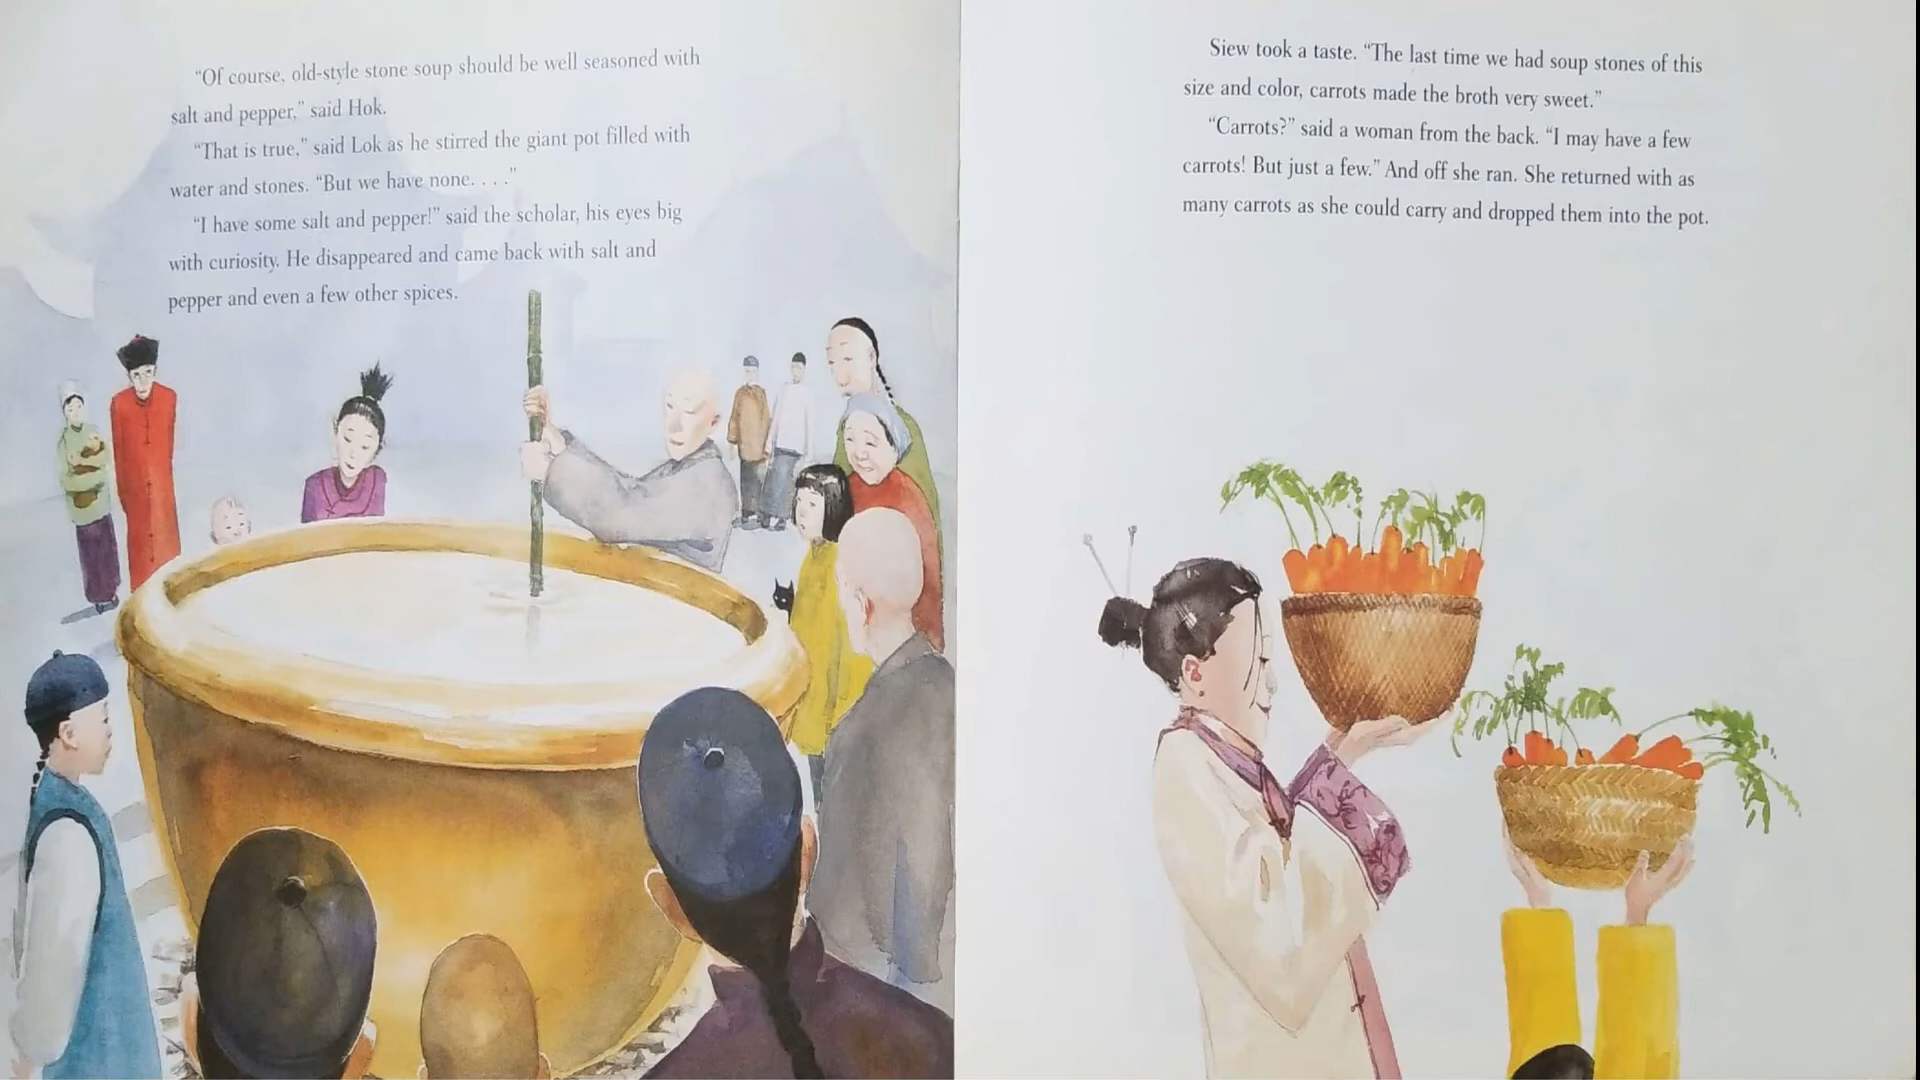 “Of course, old-style stone soup should be well seasoned with
salt and pepper,” said Hok.
“That is true,” said Lok as he stirred the giant pot filled with
water and stones. “But we have none. . . .”
“I have some salt and pepper!” said the scholar, his eyes big
with curiosity. He disappeared and came back with salt and
pepper and even a few other spices.
Siew took a taste. “The last time we had soup stones of this
size and color, carrots made the broth very sweet.”
“Carrots?” said a woman from the back. “I may have a few
carrots! But just a few.” And off she ran. She returned with as
many carrots as she could carry and dropped them into the pot.